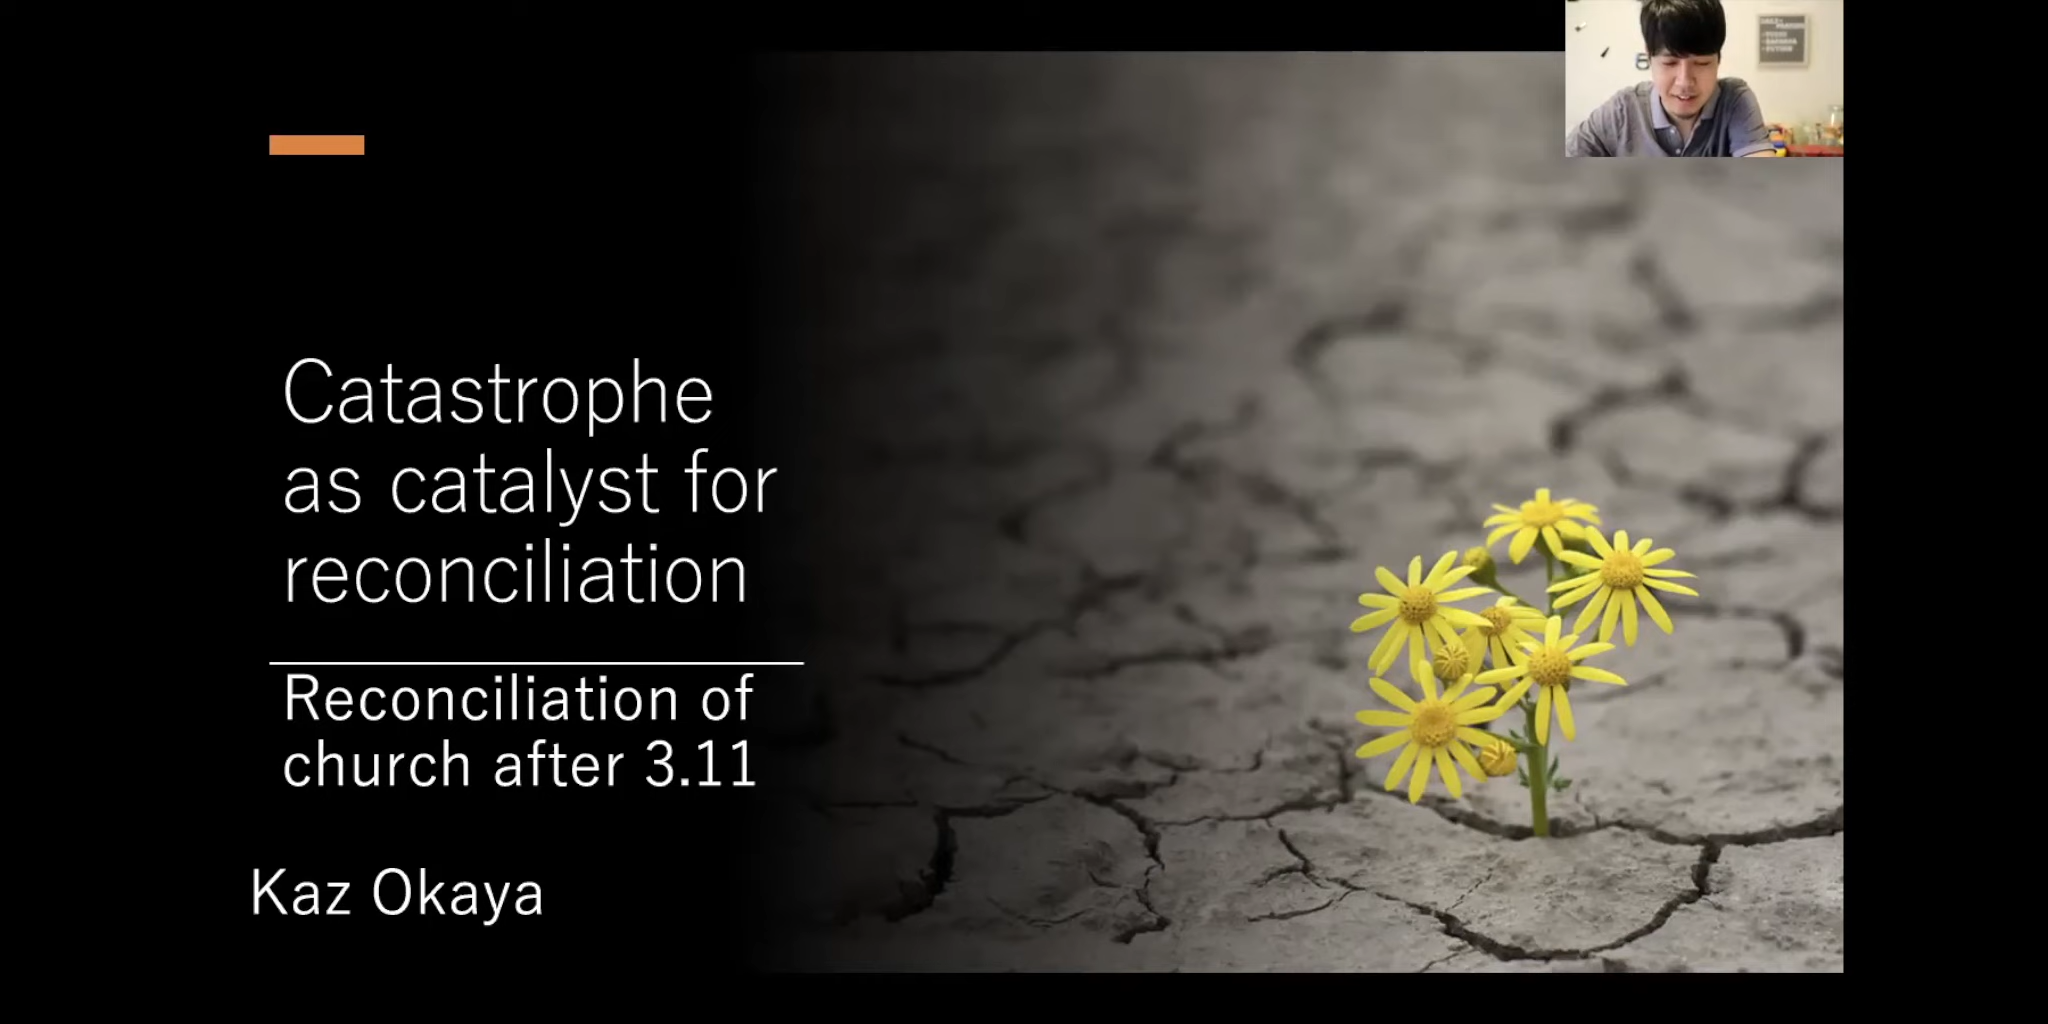 Catastrophe
as catalyst for
reconciliation
Reconciliation of
church after 3.11
Kaz Okaya